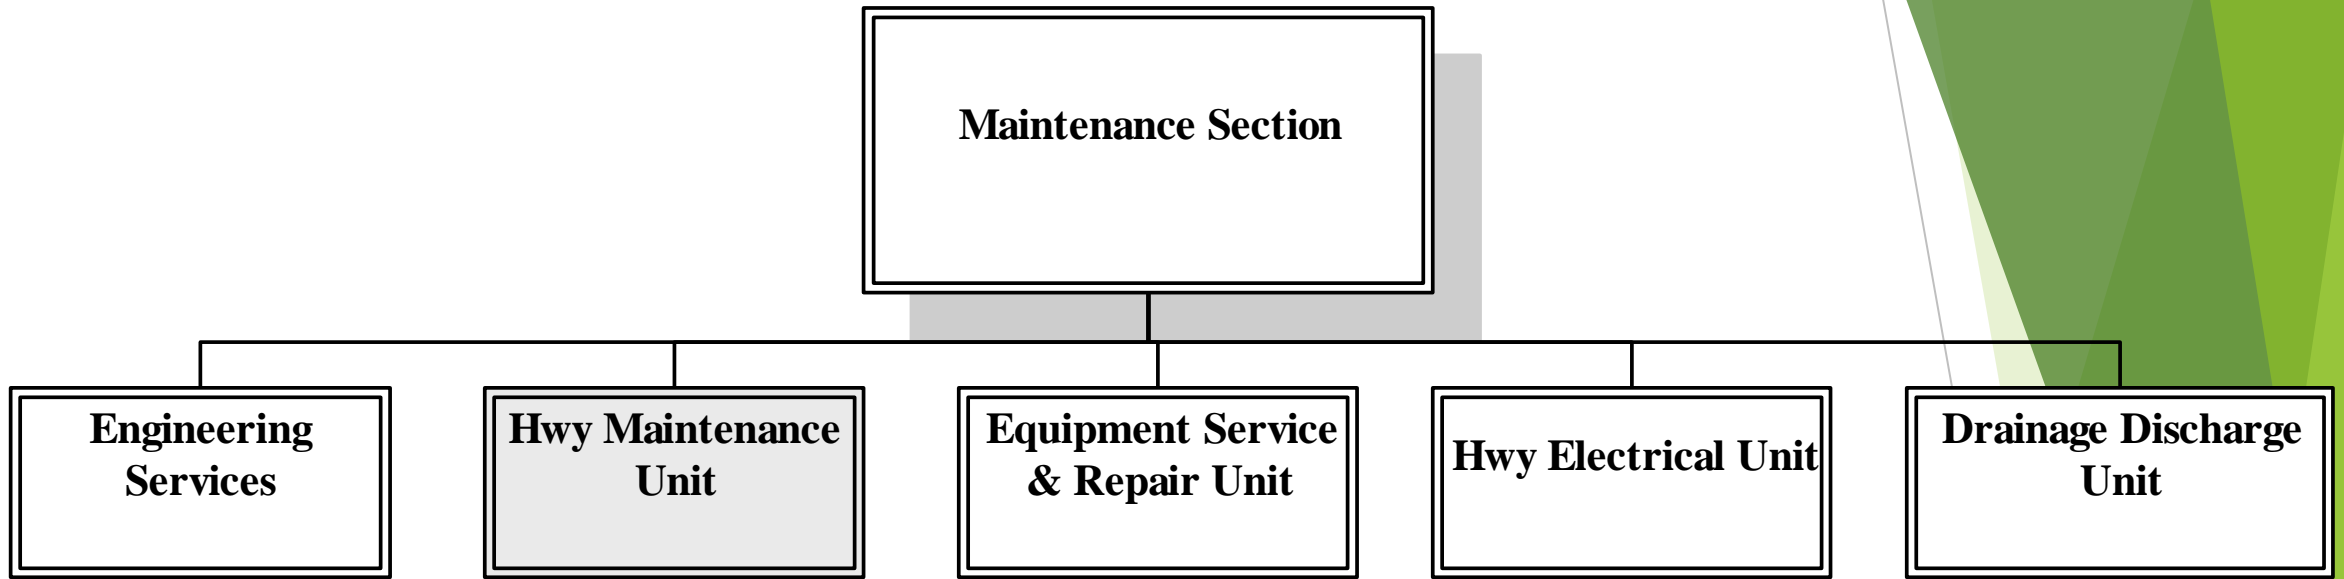 Maintenance Section
Engineering
Services
Hwy Maintenance
Unit
Equipment Service
& Repair Unit
Hwy Electrical Unit
Drainage Discharge
Unit